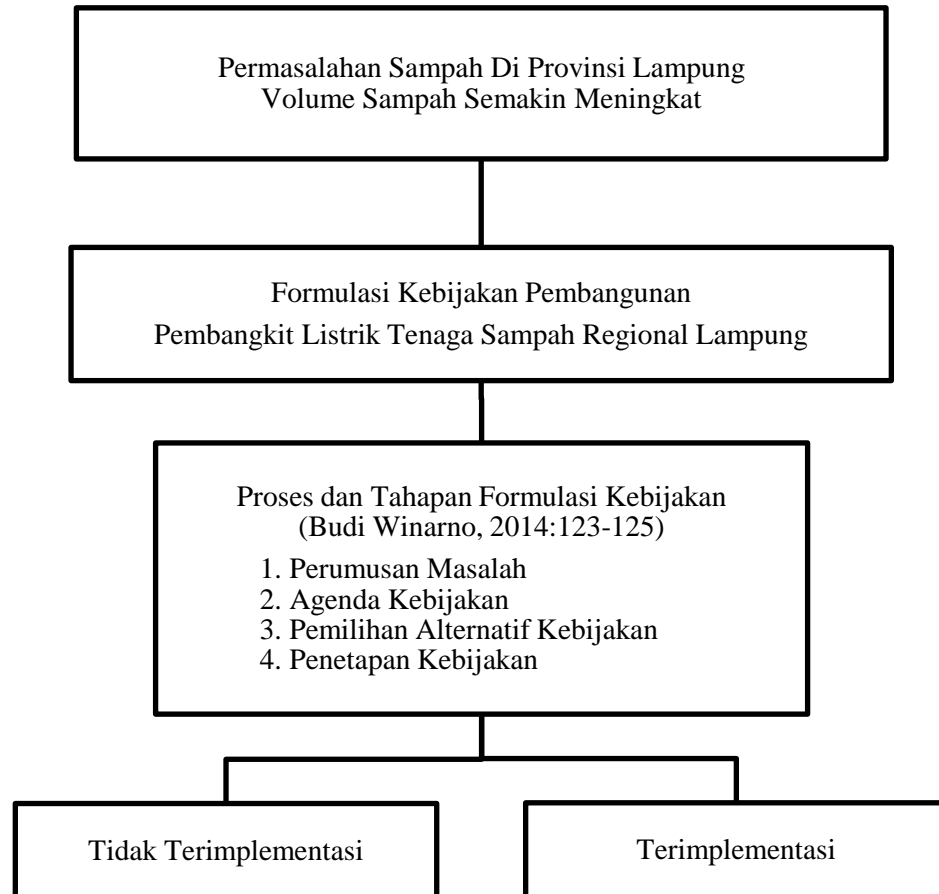 Permasalahan Sampah Di Provinsi Lampung
Volume Sampah Semakin Meningkat
Formulasi Kebijakan Pembangunan
Pembangkit Listrik Tenaga Sampah Regional Lampung
Proses dan Tahapan Formulasi Kebijakan
(Budi Winarno, 2014:123-125)
1. Perumusan Masalah
2. Agenda Kebijakan
3. Pemilihan Alternatif Kebijakan
4. Penetapan Kebijakan
Tidak Terimplementasi
Terimplementasi